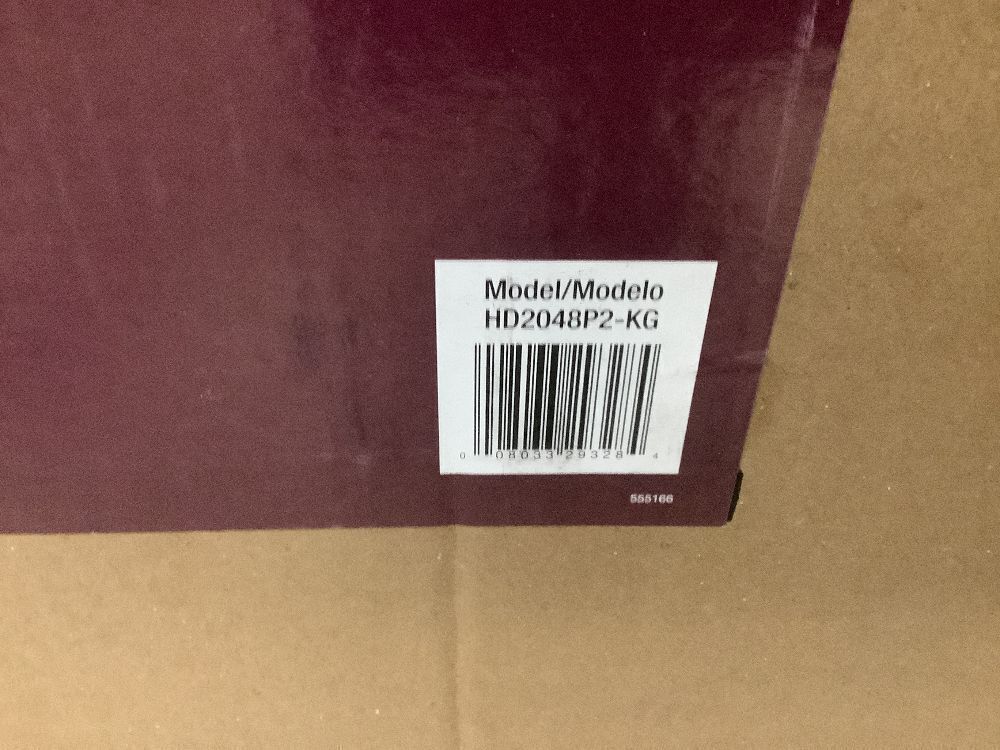 Model/Modelo
HD2048P2-KG
0 08033 29328 4
555166